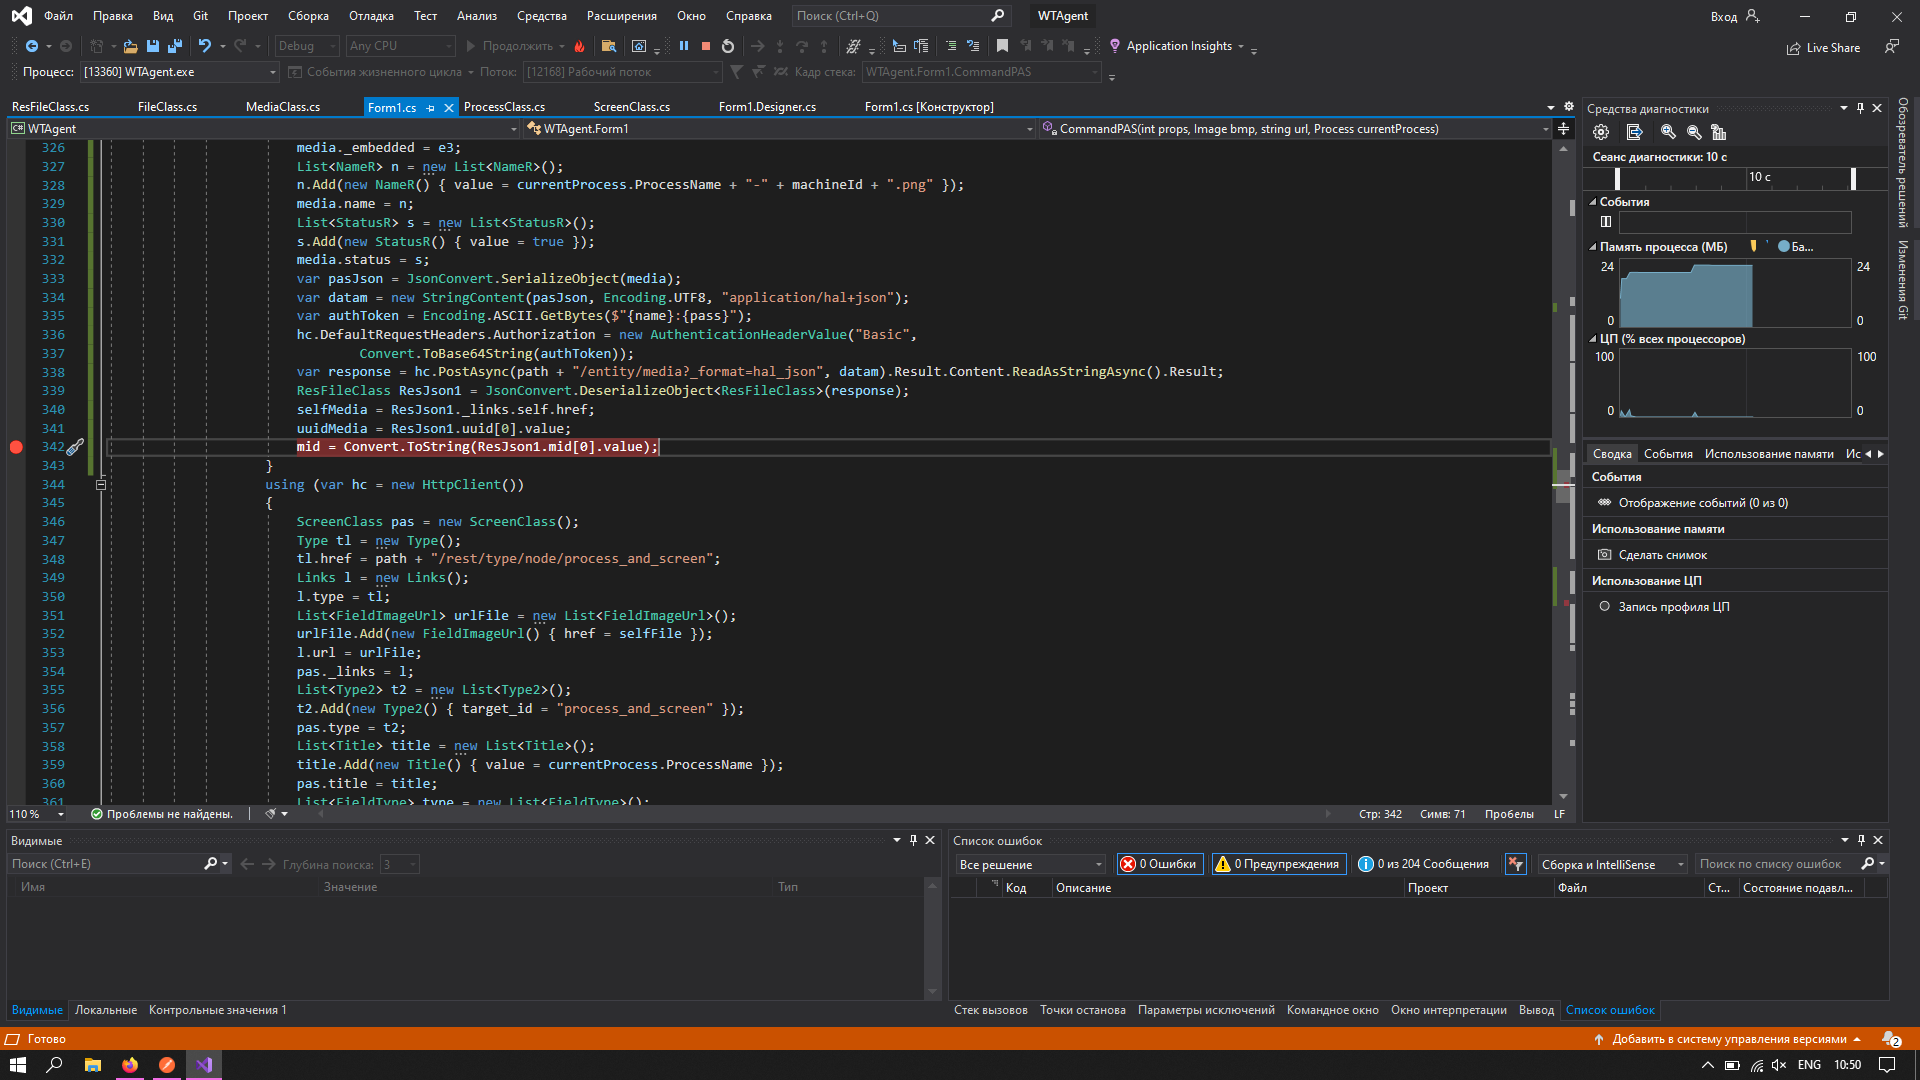 Файл Правка Вид Git Проект Сборка Отладка Тест Анализ Средства Расширения Окно Справка Поиск (Ctrl+Q) WTAgent Вход
Debug Any CPU Продолжить Application Insights Live Share
Процесс: [13360] WTAgent.exe События жизненного цикла Поток: [12168] Рабочий поток Кадр стека: WTAgent.Form1.CommandPAS
ResFileClass.cs FileClass.cs MediaClass.cs Form1.cs ProcessClass.cs ScreenClass.cs Form1.Designer.cs Form1.cs [Конструктор]
C# WTAgent WTAgent.Form1 CommandPAS(int props, Image bmp, string url, Process currentProcess)
326 media._embedded = e3;
327 List<NameR> n = new List<NameR>();
328 n.Add(new NameR() { value = currentProcess.ProcessName + "-" + machineId + ".png" });
329 media.name = n;
330 List<StatusR> s = new List<StatusR>();
331 s.Add(new StatusR() { value = true });
332 media.status = s;
333 var pasJson = JsonConvert.SerializeObject(media);
334 var datam = new StringContent(pasJson, Encoding.UTF8, "application/hal+json");
335 var authToken = Encoding.ASCII.GetBytes($"{name}:{pass}");
336 hc.DefaultRequestHeaders.Authorization = new AuthenticationHeaderValue("Basic",
337 Convert.ToBase64String(authToken));
338 var response = hc.PostAsync(path + "/entity/media?_format=hal_json", datam).Result.Content.ReadAsStringAsync().Result;
339 ResFileClass ResJson1 = JsonConvert.DeserializeObject<ResFileClass>(response);
340 selfMedia = ResJson1._links.self.href;
341 uuidMedia = ResJson1.uuid[0].value;
342 mid = Convert.ToString(ResJson1.mid[0].value);
343 }
344 using (var hc = new HttpClient())
345 {
346 ScreenClass pas = new ScreenClass();
347 Type tl = new Type();
348 tl.href = path + "/rest/type/node/process_and_screen";
349 Links l = new Links();
350 l.type = tl;
351 List<FieldImageUrl> urlFile = new List<FieldImageUrl>();
352 urlFile.Add(new FieldImageUrl() { href = selfFile });
353 l.url = urlFile;
354 pas._links = l;
355 List<Type2> t2 = new List<Type2>();
356 t2.Add(new Type2() { target_id = "process_and_screen" });
357 pas.type = t2;
358 List<Title> title = new List<Title>();
359 title.Add(new Title() { value = currentProcess.ProcessName });
360 pas.title = title;
361 List<FieldType> type = new List<FieldType>();
110 % Проблемы не найдены. Стр: 342 Симв: 71 Пробелы LF
Средства диагностики
Сеанс диагностики: 10 с
10 с
События
Память процесса (МБ) Ба...
24 24
0 0
ЦП (% всех процессоров)
100 100
0 0
Сводка События Использование памяти Ис
События
Отображение событий (0 из 0)
Использование памяти
Сделать снимок
Использование ЦП
Запись профиля ЦП
Обозреватель решений
Изменения Git
Видимые
Поиск (Ctrl+E) Глубина поиска: 3
Имя Значение Тип
Видимые Локальные Контрольные значения 1
Список ошибок
Все решение 0 Ошибки 0 Предупреждения 0 из 204 Сообщения Сборка и IntelliSense Поиск по списку ошибок
Код Описание Проект Файл Ст... Состояние подавл...
Стек вызовов Точки останова Параметры исключений Командное окно Окно интерпретации Вывод Список ошибок
Готово Добавить в систему управления версиями 2
ENG 10:50